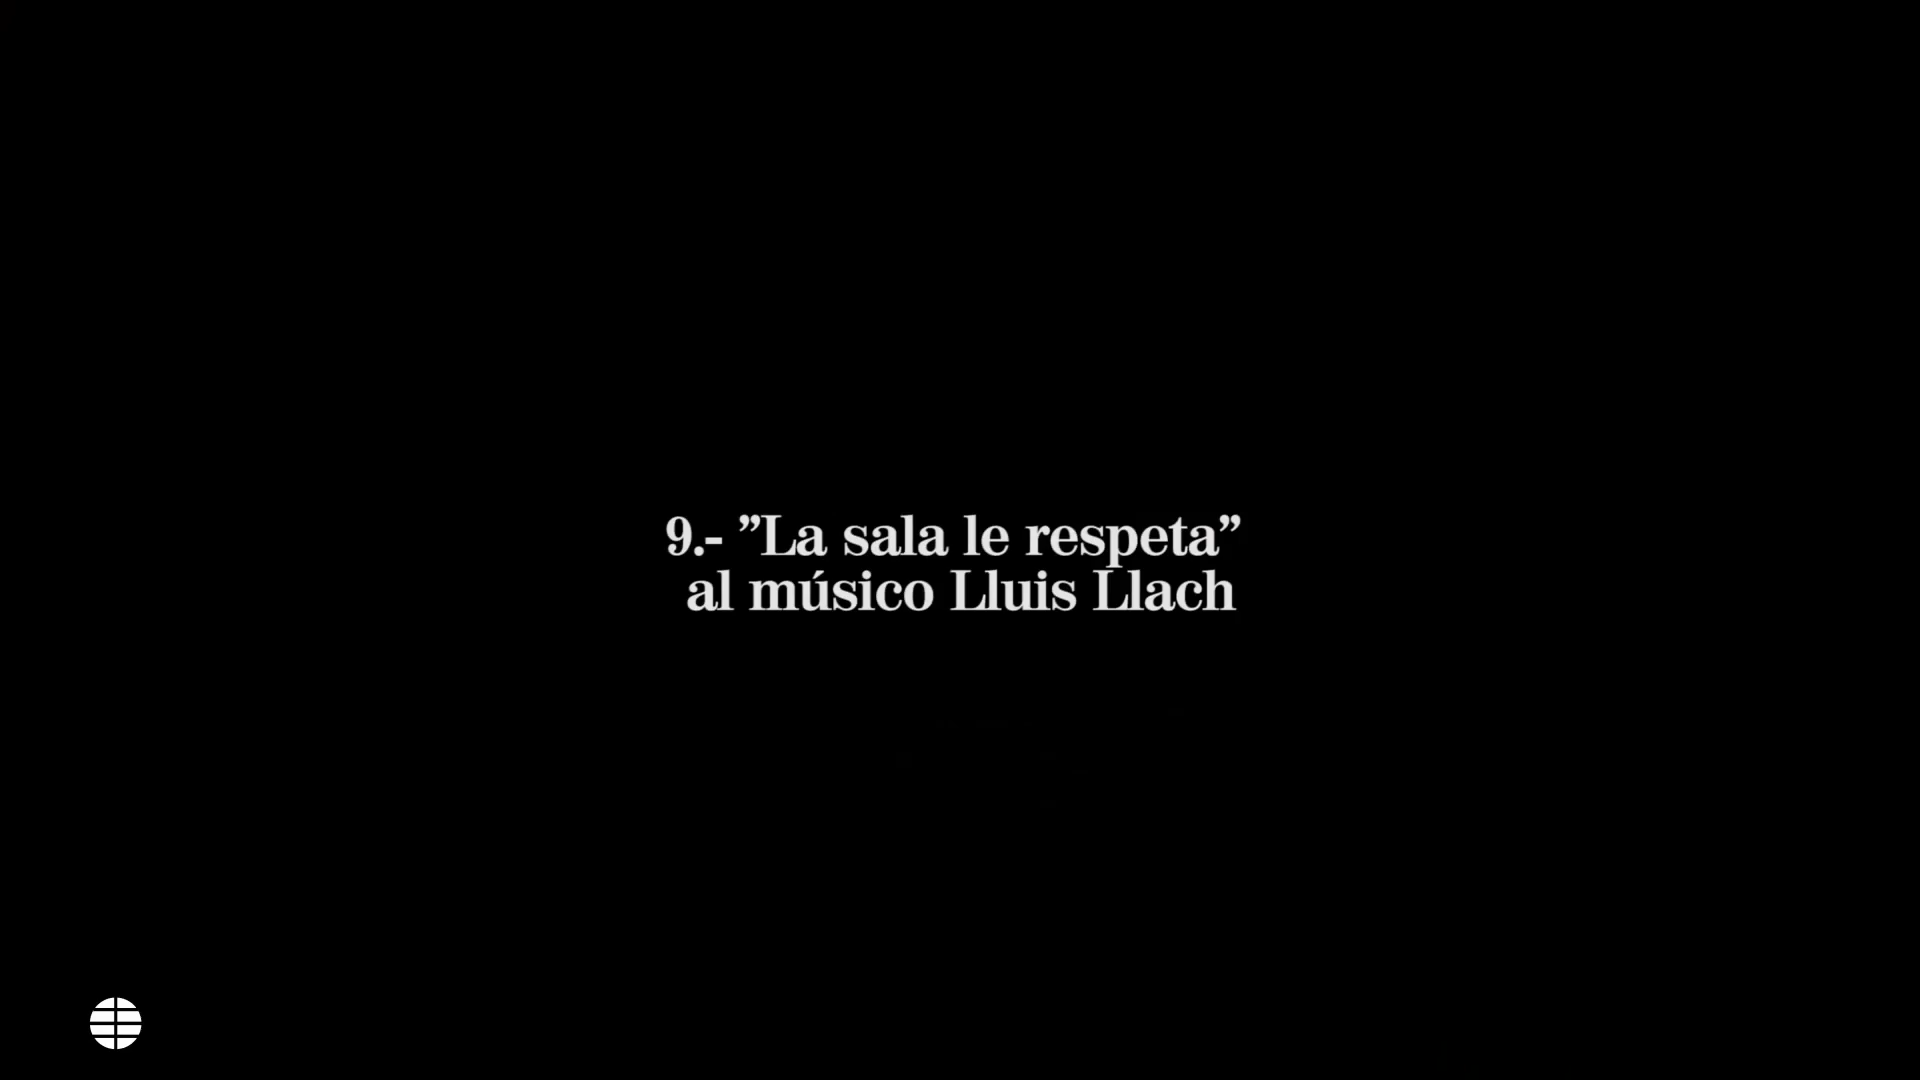 9.- ”La sala le respeta”
al músico Lluis Llach